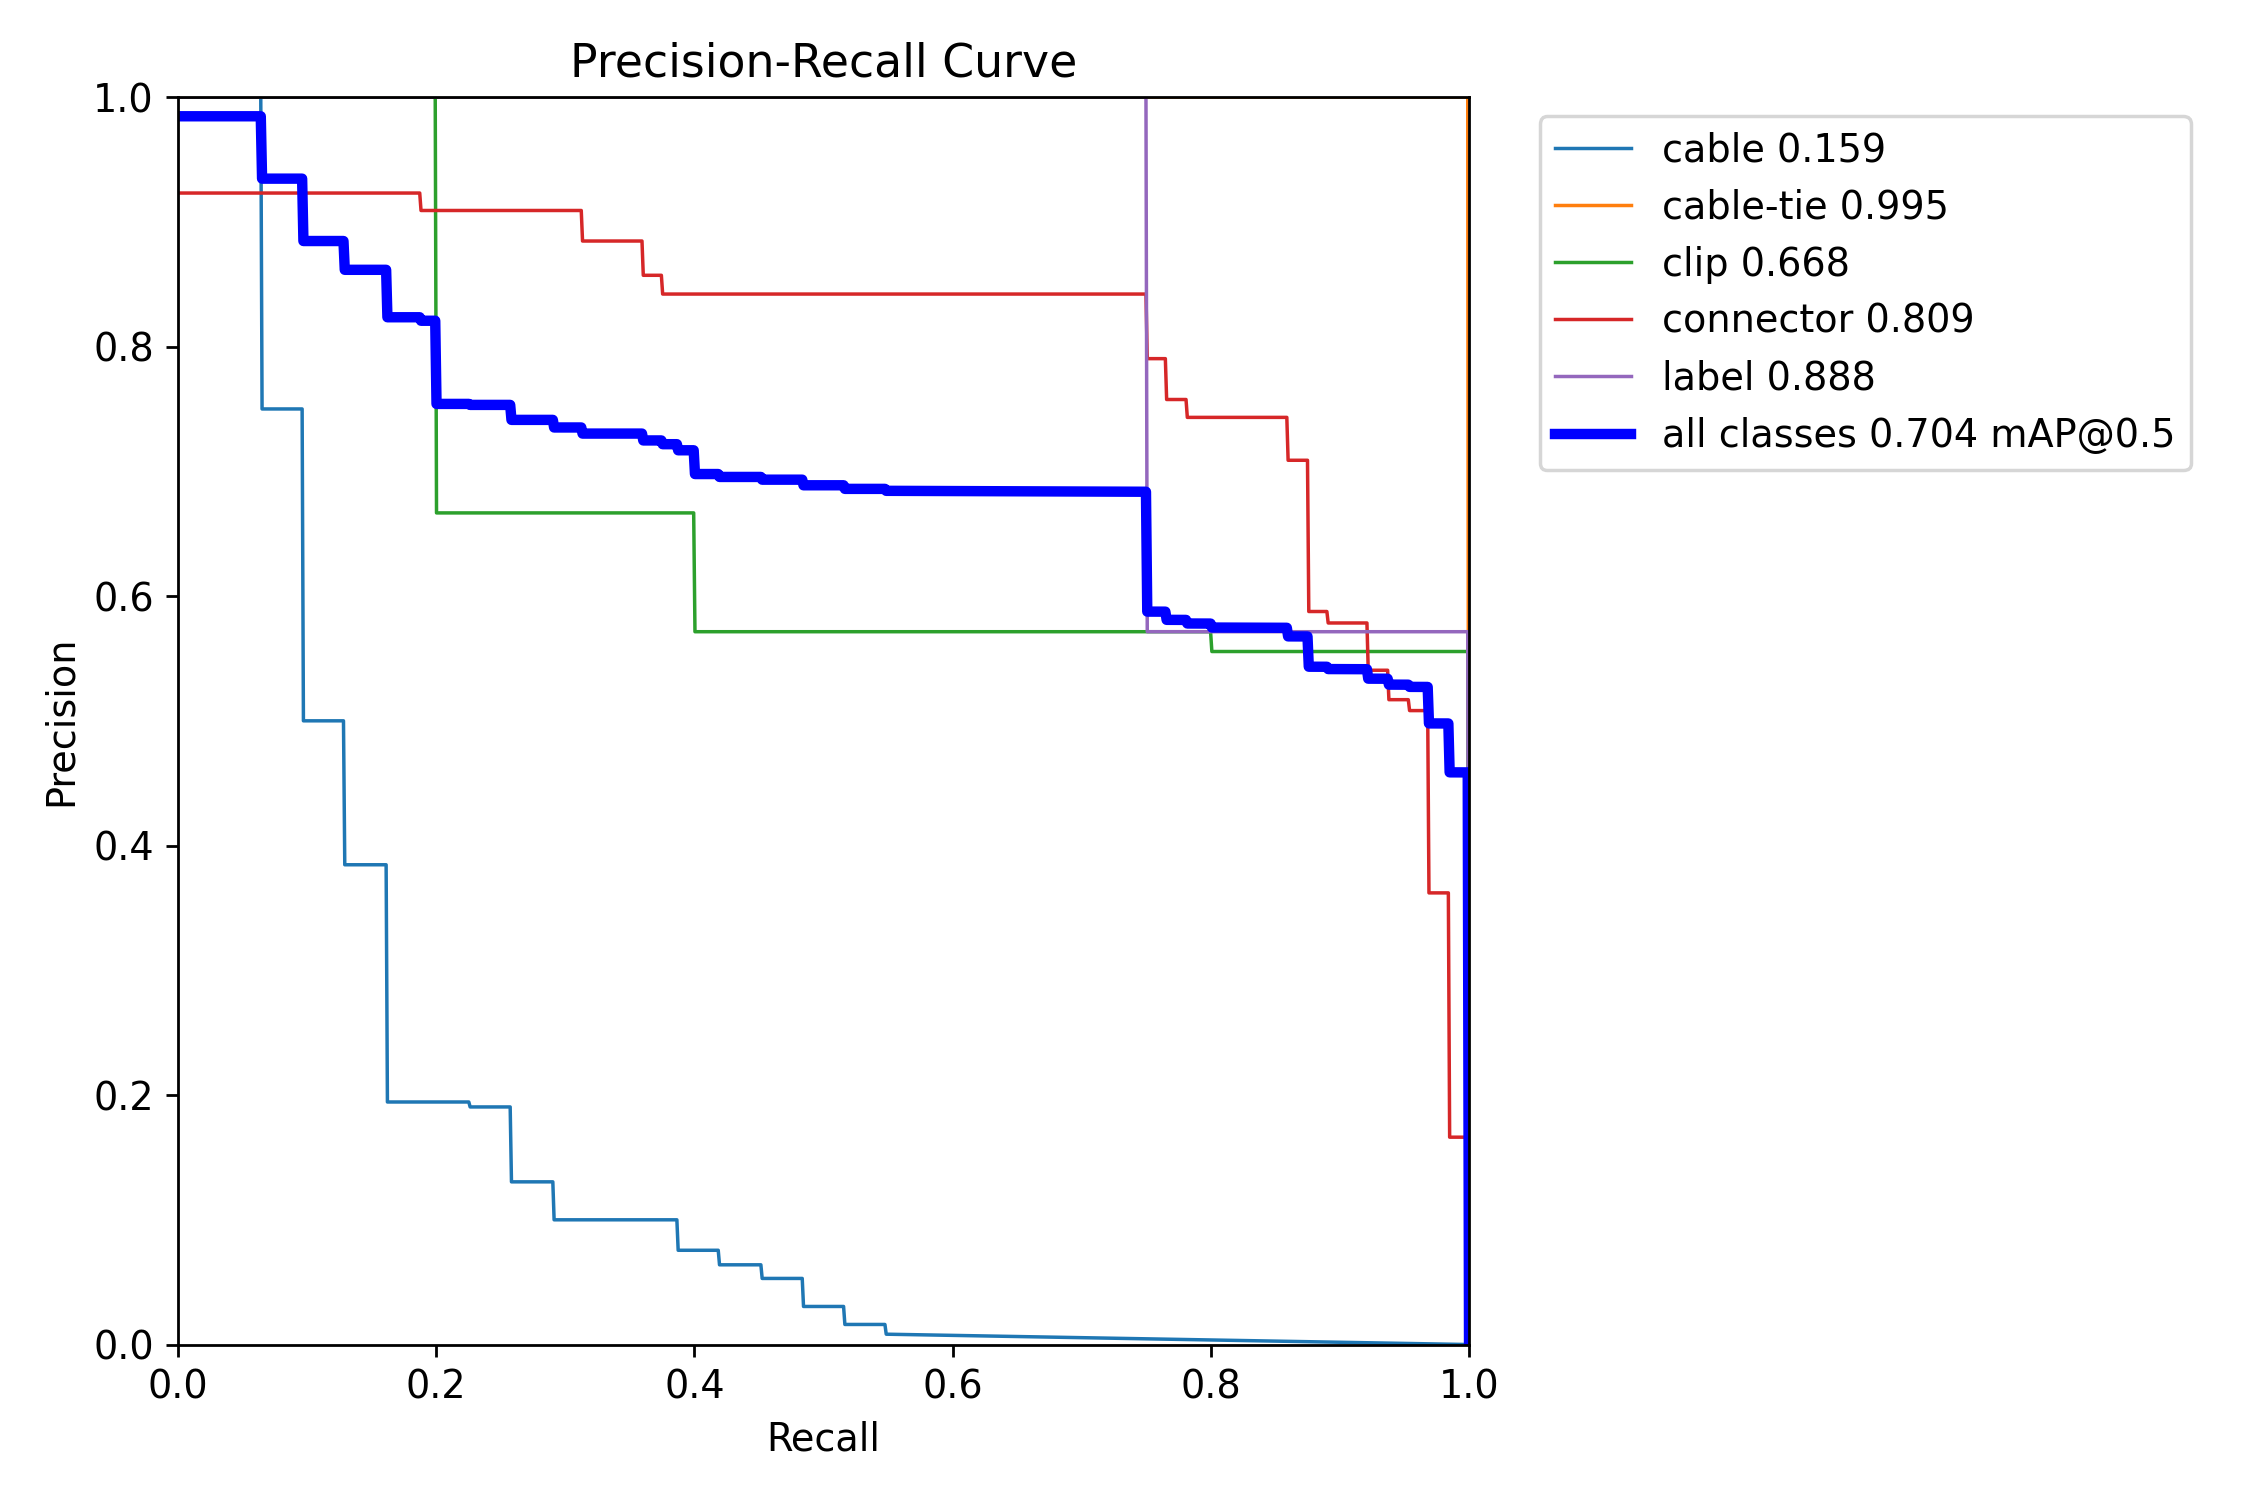 Precision-Recall Curve
1.0
0.8
0.6
0.4
0.2
0.0
Precision
0.0 0.2 0.4 0.6 0.8 1.0
Recall
cable 0.159
cable-tie 0.995
clip 0.668
connector 0.809
label 0.888
all classes 0.704 mAP@0.5